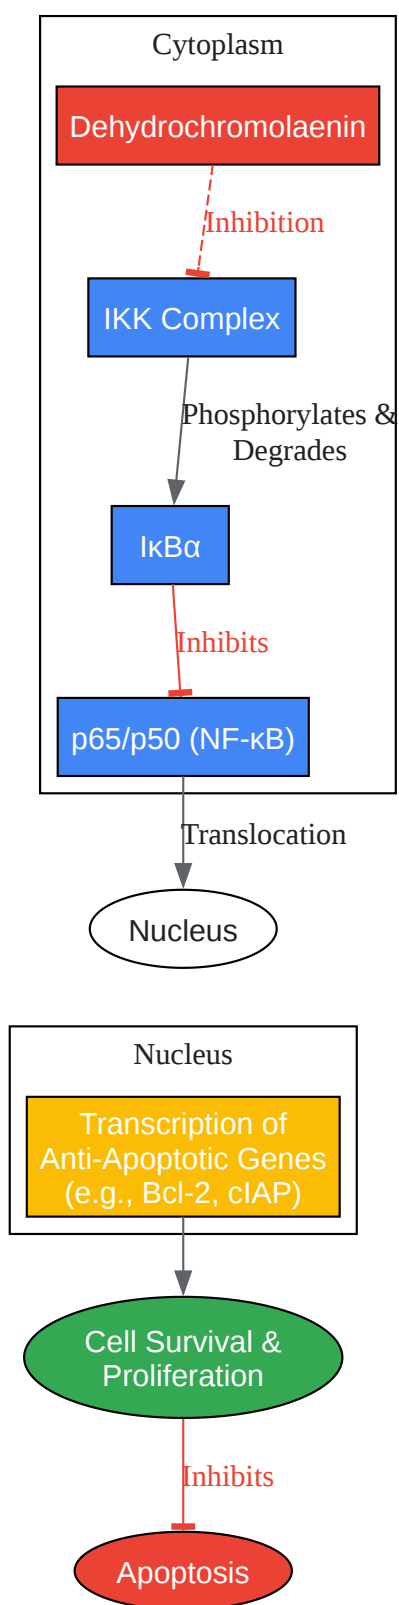 Cytoplasm
Dehydrochromolaenin
Inhibition
IKK Complex
Phosphorylates &
Degrades
IκBα
Inhibits
p65/p50 (NF-κB)
Translocation
Nucleus
Nucleus
Transcription of
Anti-Apoptotic Genes
(e.g., Bcl-2, cIAP)
Cell Survival &
Proliferation
Inhibits
Apoptosis